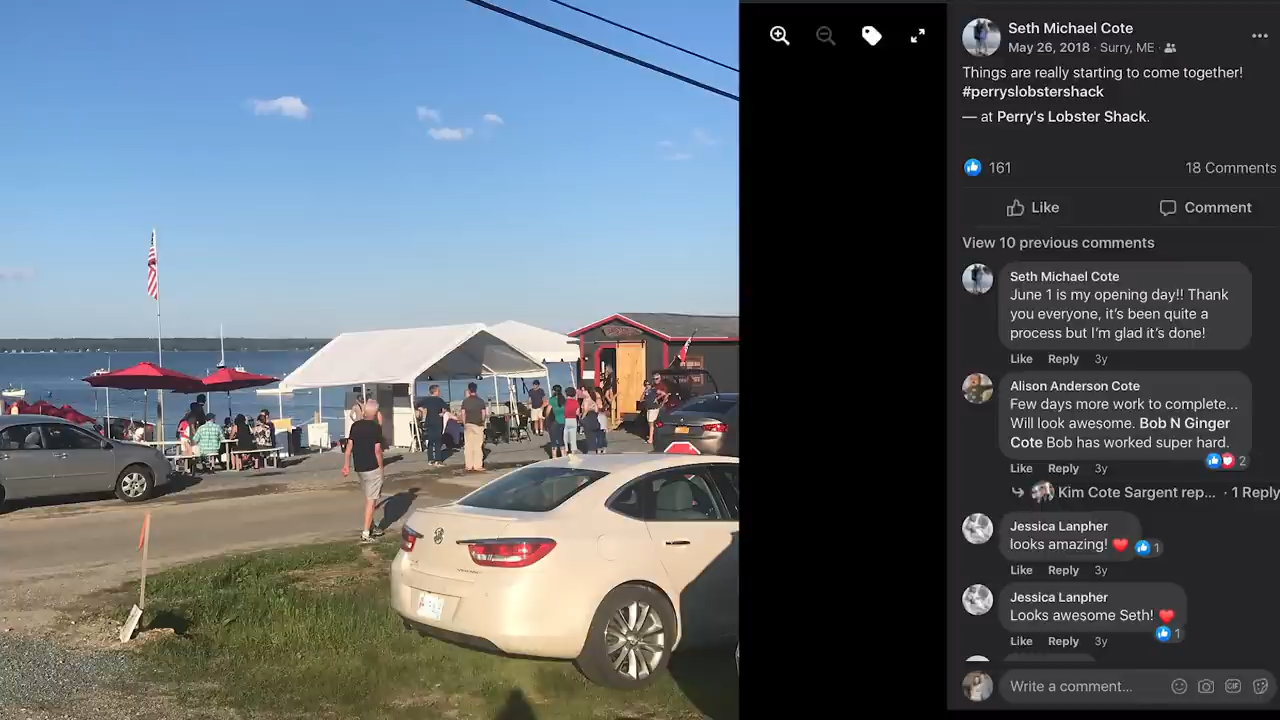 Seth Michael Cote
May 26, 2018 · Surry, ME ·
Things are really starting to come together!
#perryslobstershack
— at Perry's Lobster Shack.
161
18 Comments
Like
Comment
View 10 previous comments
Seth Michael Cote
June 1 is my opening day!! Thank
you everyone, it's been quite a
process but I'm glad it's done!
Like Reply 3y
Alison Anderson Cote
Few days more work to complete...
Will look awesome. Bob N Ginger
Cote Bob has worked super hard.
2
Like Reply 3y
Kim Cote Sargent rep... · 1 Reply
Jessica Lanpher
looks amazing!
1
Like Reply 3y
Jessica Lanpher
Looks awesome Seth!
1
Like Reply 3y
Write a comment...
GIF